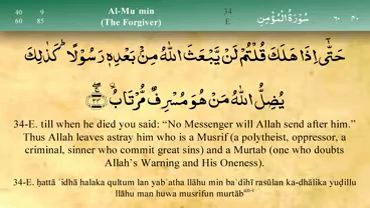 40 9 Al-Mu min 34 سُورَةُ الْمُؤْمِنِ ٦٠ ٣٠
60 85 (The Forgiver) E
حَتّٰىٓ اِذَا هَلَكَ قُلْتُمْ لَنْ يَّبْعَثَ اللّٰهُ مِنْۢ بَعْدِهٖ رَسُوْلًا ؕ كَذٰلِكَ
يُضِلُّ اللّٰهُ مَنْ هُوَ مُسْرِفٌ مُّرْتَابٌ
34-E. till when he died you said: “No Messenger will Allah send after him.”
Thus Allah leaves astray him who is a Musrif (a polytheist, oppressor, a
criminal, sinner who commit great sins) and a Murtab (one who doubts
Allah’s Warning and His Oneness).
34-E. ḥattā ʾidhā halaka qultum lan yabʿatha llāhu min baʿdihī rasūlan ka-dhālika yuḍillu
llāhu man huwa musrifun murtāb